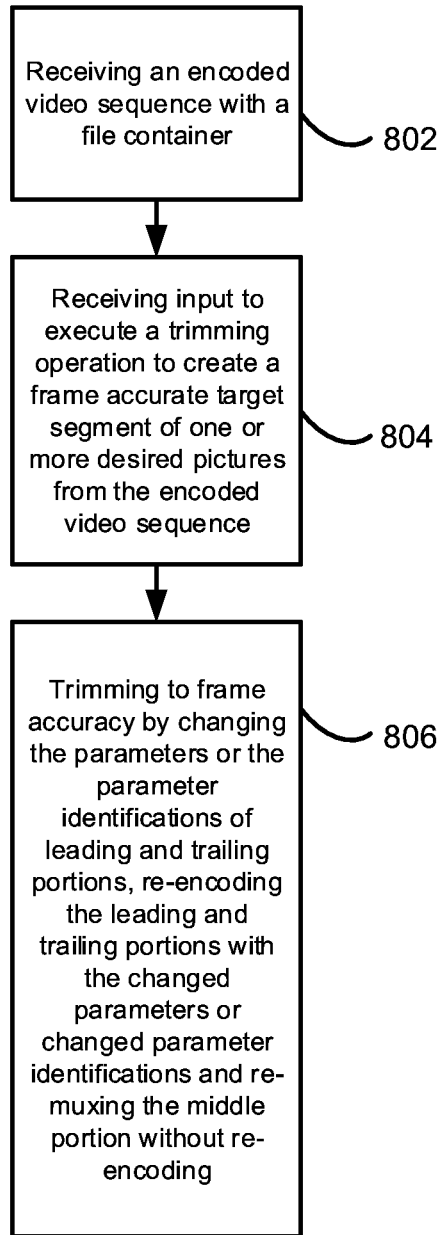 Receiving an encoded
video sequence with a
file container
802
Receiving input to
execute a trimming
operation to create a
frame accurate target
segment of one or
more desired pictures
from the encoded
video sequence
804
Trimming to frame
accuracy by changing
the parameters or the
parameter
identifications of
leading and trailing
portions, re-encoding
the leading and
trailing portions with
the changed
parameters or
changed parameter
identifications and re-
muxing the middle
portion without re-
encoding
806